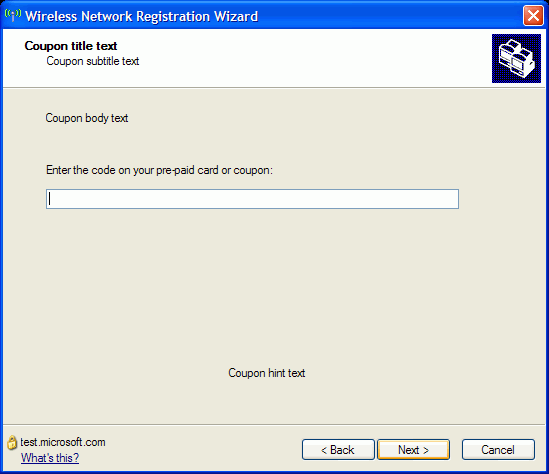 Wireless Network Registration Wizard
Coupon title text
Coupon subtitle text
Coupon body text
Enter the code on your pre-paid card or coupon:
Coupon hint text
test.microsoft.com
What's this?
< Back
Next >
Cancel